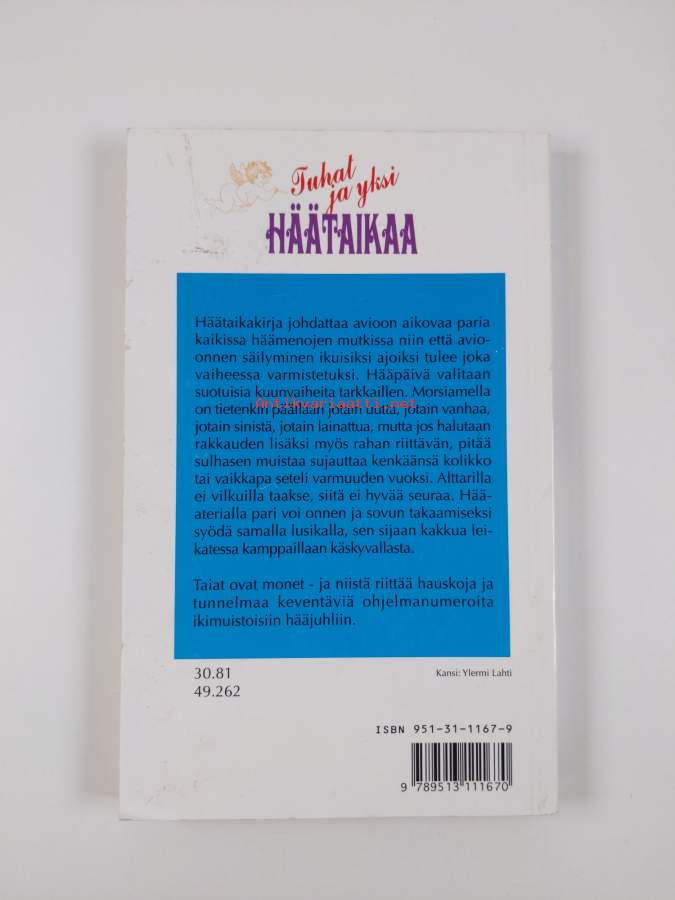 Tuhat
ja yksi
HÄÄTAIKAA
Häätaikakirja johdattaa avioon aikovaa paria
kaikissa häämenojen mutkissa niin että avio-
onnen säilyminen ikuisiksi ajoiksi tulee joka
vaiheessa varmistetuksi. Hääpäivä valitaan
suotuisia kuunvaiheita tarkkaillen. Morsiamella
Antikvariaatti.net
on tietenkin päällään jotain uutta, jotain vanhaa,
jotain sinistä, jotain lainattua, mutta jos halutaan
rakkauden lisäksi myös rahan riittävän, pitää
sulhasen muistaa sujauttaa kenkäänsä kolikko
tai vaikkapa seteli varmuuden vuoksi. Alttarilla
ei vilkuilla taakse, siitä ei hyvää seuraa. Hää-
aterialla pari voi onnen ja sovun takaamiseksi
syödä samalla lusikalla, sen sijaan kakkua lei-
katessa kamppaillaan käskyvallasta.
Taiat ovat monet - ja niistä riittää hauskoja ja
tunnelmaa keventäviä ohjelmanumeroita
ikimuistoisiin hääjuhliin.
30.81
49.262
Kansi: Ylermi Lahti
ISBN 951-31-1167-9
9 789513 111670